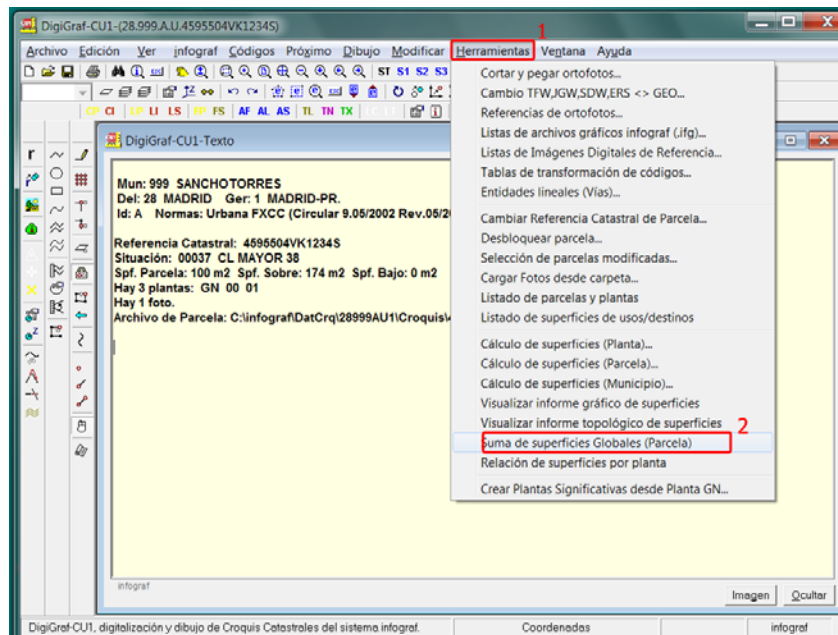 DigiGraf-CU1-(28.999.A.U.4595504VK1234S)
1
Archivo Edición Ver infograf Códigos Próximo Dibujo Modificar Herramientas Ventana Ayuda
ST S1 S2 S3
CP CI LP LI LS FP FS AF AL AS TL TN TX LC LT
DigiGraf-CU1-Texto
Mun: 999 SANCHOTORRES
Del: 28 MADRID Ger: 1 MADRID-PR.
Id: A Normas: Urbana FXCC (Circular 9.05/2002 Rev.05/2
Referencia Catastral: 4595504VK1234S
Situación: 00037 CL MAYOR 38
Spf. Parcela: 100 m2 Spf. Sobre: 174 m2 Spf. Bajo: 0 m2
Hay 3 plantas: GN 00 01
Hay 1 foto.
Archivo de Parcela: C:\infograf\DatCrq\28999AU1\Croquis\
Cortar y pegar ortofotos...
Cambio TFW,JGW,SDW,ERS <> GEO...
Referencias de ortofotos...
Listas de archivos gráficos infograf (.ifg)...
Listas de Imágenes Digitales de Referencia...
Tablas de transformación de códigos...
Entidades lineales (Vías)...
Cambiar Referencia Catastral de Parcela...
Desbloquear parcela...
Selección de parcelas modificadas...
Cargar Fotos desde carpeta...
Listado de parcelas y plantas
Listado de superficies de usos/destinos
Cálculo de superficies (Planta)...
Cálculo de superficies (Parcela)...
Cálculo de superficies (Municipio)...
Visualizar informe gráfico de superficies
Visualizar informe topológico de superficies
2
Suma de superficies Globales (Parcela)
Relación de superficies por planta
Crear Plantas Significativas desde Planta GN...
infograf
Imagen Ocultar
DigiGraf-CU1, digitalización y dibujo de Croquis Catastrales del sistema infograf. Coordenadas infograf